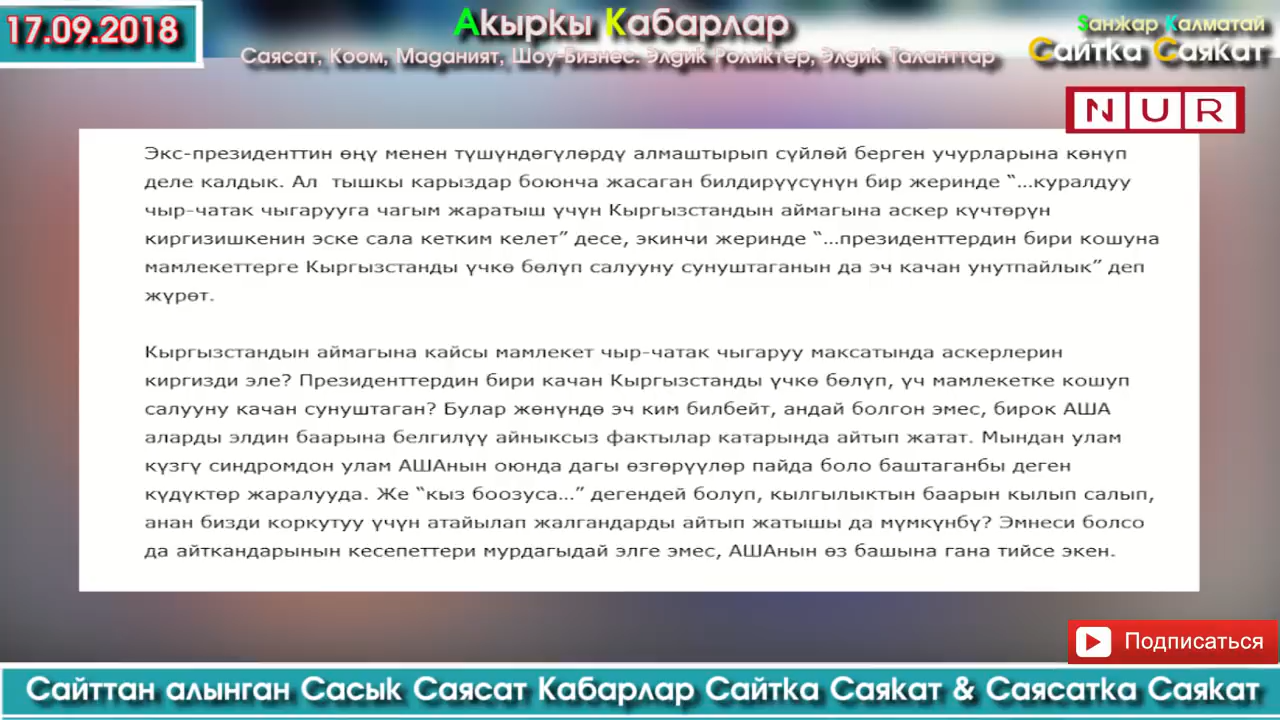 17.09.2018
Акыркы Кабарлар
Саясат, Коом, Маданият, Шоу-Бизнес. Элдик Роликтер, Элдик Таланттар
Sанжар Калматай
Сайтка Саякат
NUR
Экс-президенттин өңү менен түшүндөгүлөрдү алмаштырып сүйлөй берген учурларына көнүп
деле калдык. Ал тышкы карыздар боюнча жасаган билдирүүсүнүн бир жеринде “...куралдуу
чыр-чатак чыгарууга чагым жаратыш үчүн Кыргызстандын аймагына аскер күчтөрүн
киргизишкенин эске сала кетким келет” десе, экинчи жеринде “...президенттердин бири кошуна
мамлекеттерге Кыргызстанды үчкө бөлүп салууну сунуштаганын да эч качан унутпайлык” деп
жүрөт.
Кыргызстандын аймагына кайсы мамлекет чыр-чатак чыгаруу максатында аскерлерин
киргизди эле? Президенттердин бири качан Кыргызстанды үчкө бөлүп, үч мамлекетке кошуп
салууну качан сунуштаган? Булар жөнүндө эч ким билбейт, андай болгон эмес, бирок АША
аларды элдин баарына белгилүү айныксыз фактылар катарында айтып жатат. Мындан улам
күзгү синдромдон улам АШАнын оюнда дагы өзгөрүүлөр пайда боло баштаганбы деген
күдүктөр жаралууда. Же “кыз боозуса...” дегендей болуп, кылгылыктын баарын кылып салып,
анан бизди коркутуу үчүн атайылап жалгандарды айтып жатышы да мүмкүнбү? Эмнеси болсо
да айткандарынын кесепеттери мурдагыдай элге эмес, АШАнын өз башына гана тийсе экен.
Подписаться
Сайттан алынган Сасык Саясат Кабарлар Сайтка Саякат & Саясатка Саякат